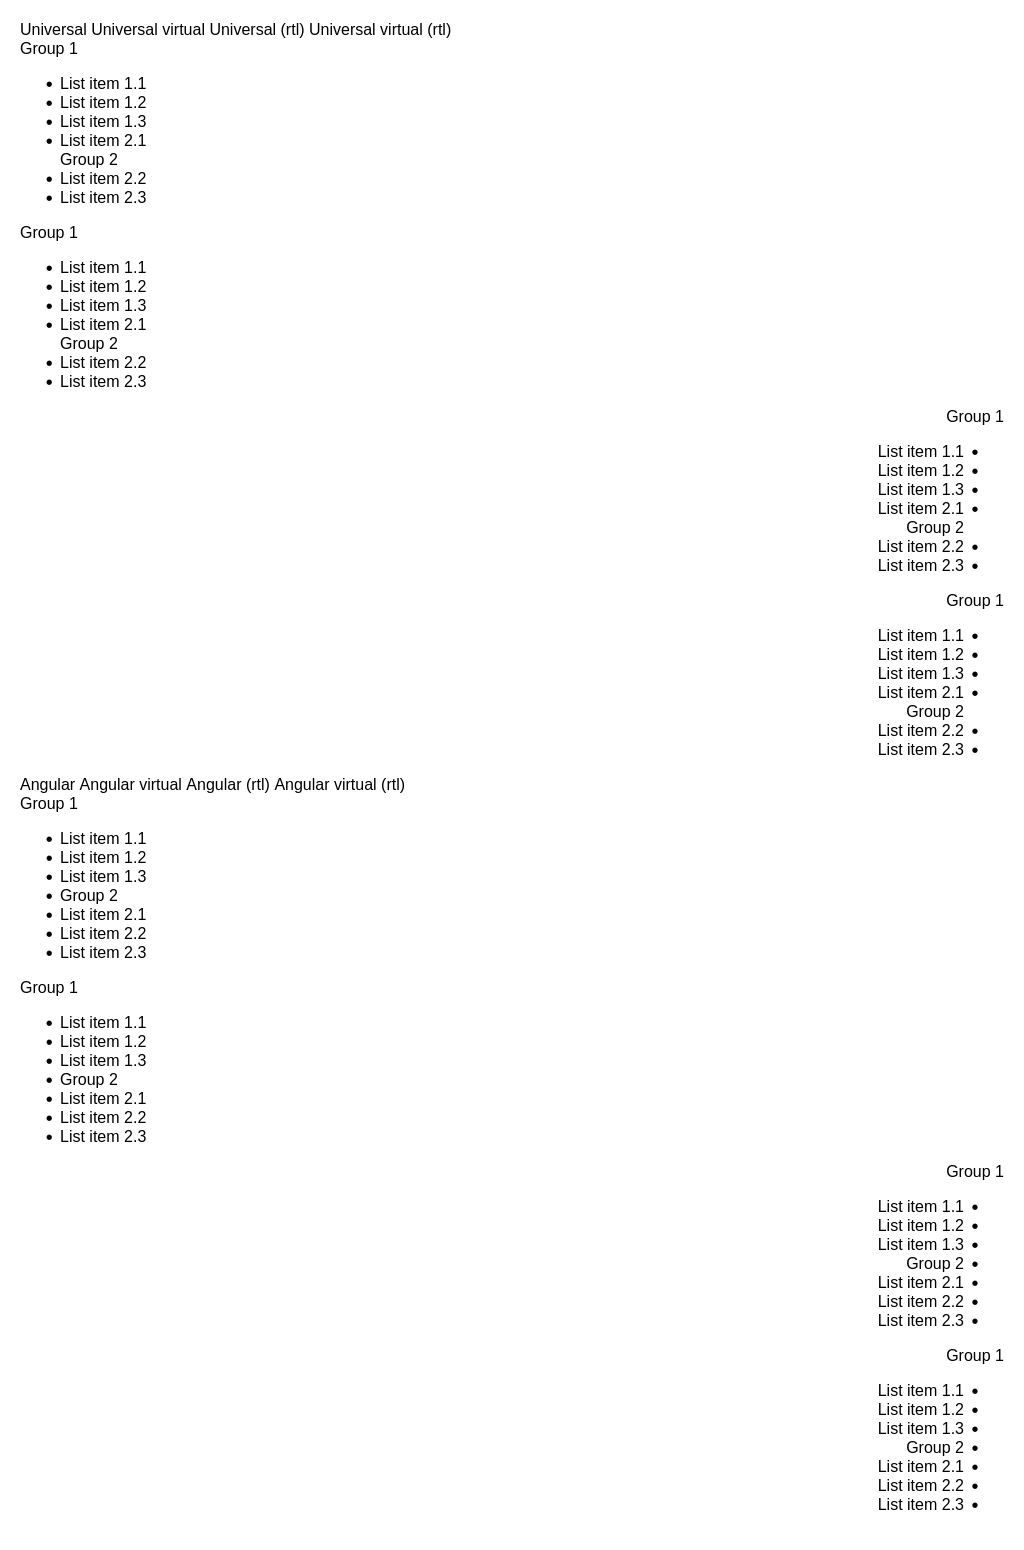 Universal Universal virtual Universal (rtl) Universal virtual (rtl)
Group 1
• List item 1.1
• List item 1.2
• List item 1.3
• List item 2.1
Group 2
• List item 2.2
• List item 2.3
Group 1
• List item 1.1
• List item 1.2
• List item 1.3
• List item 2.1
Group 2
• List item 2.2
• List item 2.3
Group 1
List item 1.1 •
List item 1.2 •
List item 1.3 •
List item 2.1 •
Group 2
List item 2.2 •
List item 2.3 •
Group 1
List item 1.1 •
List item 1.2 •
List item 1.3 •
List item 2.1 •
Group 2
List item 2.2 •
List item 2.3 •
Angular Angular virtual Angular (rtl) Angular virtual (rtl)
Group 1
• List item 1.1
• List item 1.2
• List item 1.3
• Group 2
• List item 2.1
• List item 2.2
• List item 2.3
Group 1
• List item 1.1
• List item 1.2
• List item 1.3
• Group 2
• List item 2.1
• List item 2.2
• List item 2.3
Group 1
List item 1.1 •
List item 1.2 •
List item 1.3 •
Group 2 •
List item 2.1 •
List item 2.2 •
List item 2.3 •
Group 1
List item 1.1 •
List item 1.2 •
List item 1.3 •
Group 2 •
List item 2.1 •
List item 2.2 •
List item 2.3 •